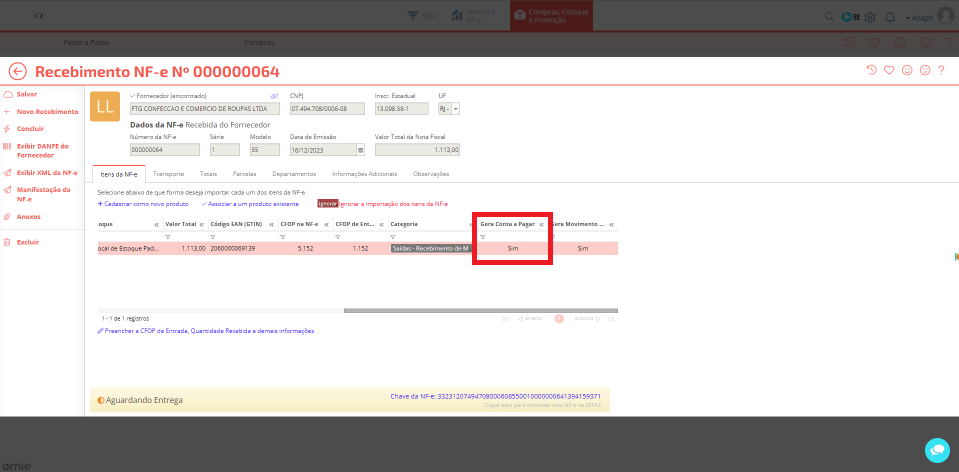 CR
CRM
Vendas e
NF-e
Compras, Estoque
e Produção
Asaph
Passo a Passo
Compras
Recebimento NF-e Nº 000000064
Salvar
Novo Recebimento
Concluir
Exibir DANFE do
Fornecedor
Exibir XML da NF-e
Manifestação da
NF-e
Anexos
Excluir
LL
Fornecedor (encontrado)
CNPJ
Inscr. Estadual
UF
FTG CONFECCAO E COMERCIO DE ROUPAS LTDA
07.494.708/0006-08
13.098.58-1
RJ -
Dados da NF-e Recebida do Fornecedor
Número da NF-e
Série
Modelo
Data de Emissão
Valor Total da Nota Fiscal
000000064
1
55
16/12/2023
1.113,00
Itens da NF-e
Transporte
Totais
Parcelas
Departamentos
Informações Adicionais
Observações
Selecione abaixo de que forma deseja importar cada um dos itens da NF-e
Cadastrar como novo produto
Associar a um produto existente
Ignorar
Ignorar a importação dos itens da NF-e
oque
Valor Total
Código EAN (GTIN)
CFOP na NF-e
CFOP de Ent...
Categoria
Gera Conta a Pagar
era Movimento ...
ocal de Estoque Pad...
1.113,00
2060000069139
5.152
1.152
Saídas - Recebimento de M
Sim
Sim
1 - 1 de 1 registros
anterior
1
próximo
Preencher a CFOP de Entrada, Quantidade Recebida e demais informações
Aguardando Entrega
Chave da NF-e: 33231207494708000608550010000000641394159371
Clique aqui para consultar esta NF-e na SEFAZ
omie